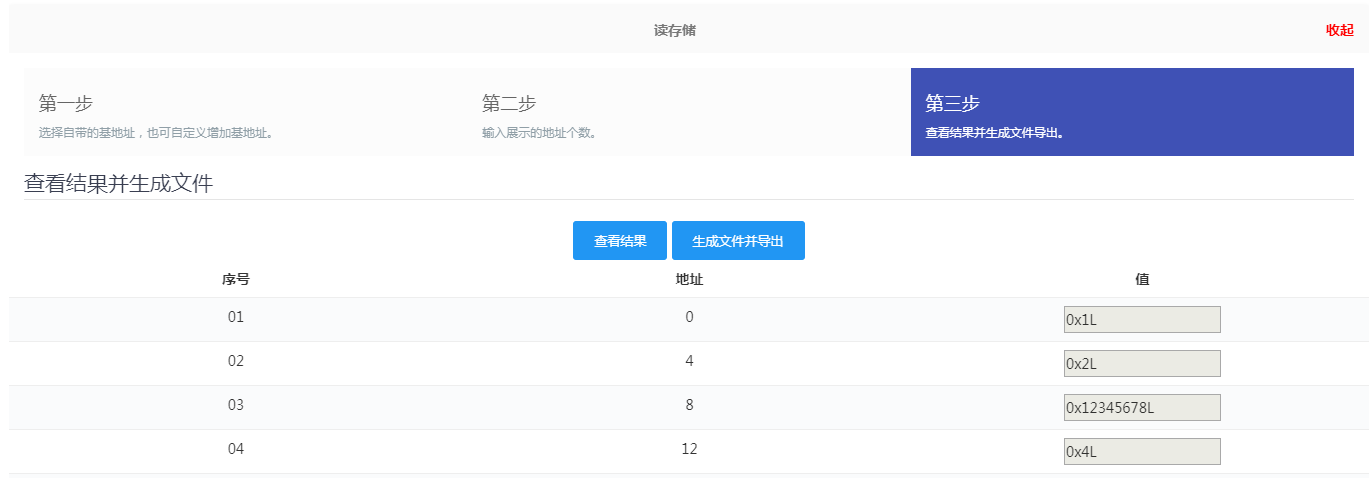 读存储 收起
第一步 第二步 第三步
选择自带的基地址，也可自定义增加基地址。 输入展示的地址个数。 查看结果并生成文件导出。
查看结果并生成文件
查看结果 生成文件并导出
序号 地址 值
01 0 0x1L
02 4 0x2L
03 8 0x12345678L
04 12 0x4L